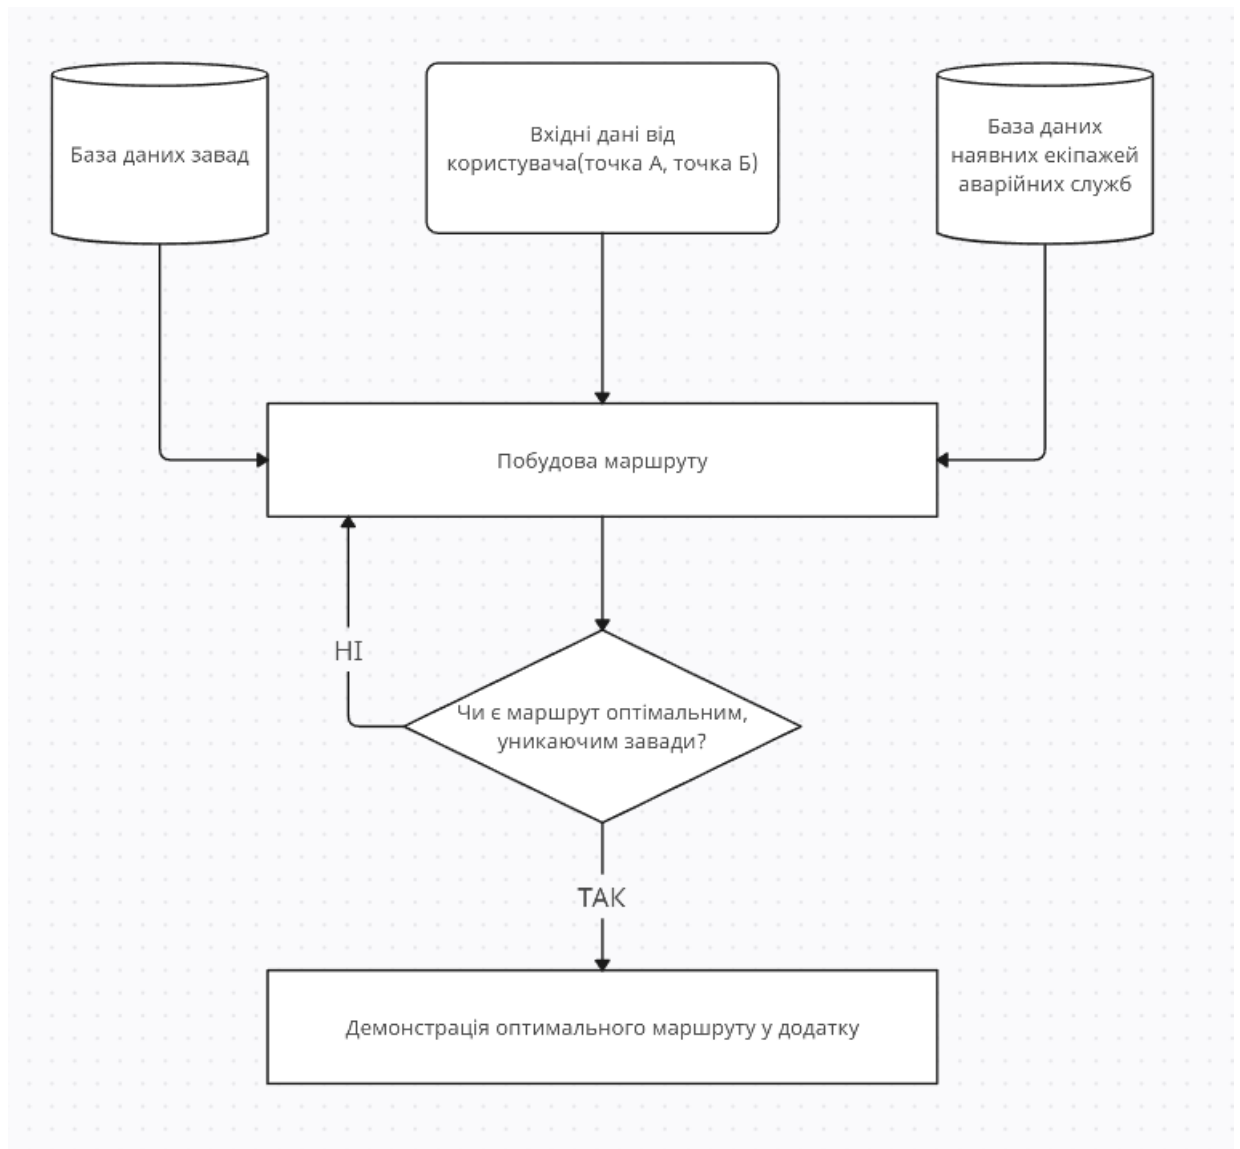 База даних завад
Вхідні дані від
користувача(точка А, точка Б)
База даних
наявних екіпажей
аварійних служб
Побудова маршруту
НІ
Чи є маршрут оптімальним,
уникаючим завади?
ТАК
Демонстрація оптимального маршруту у додатку